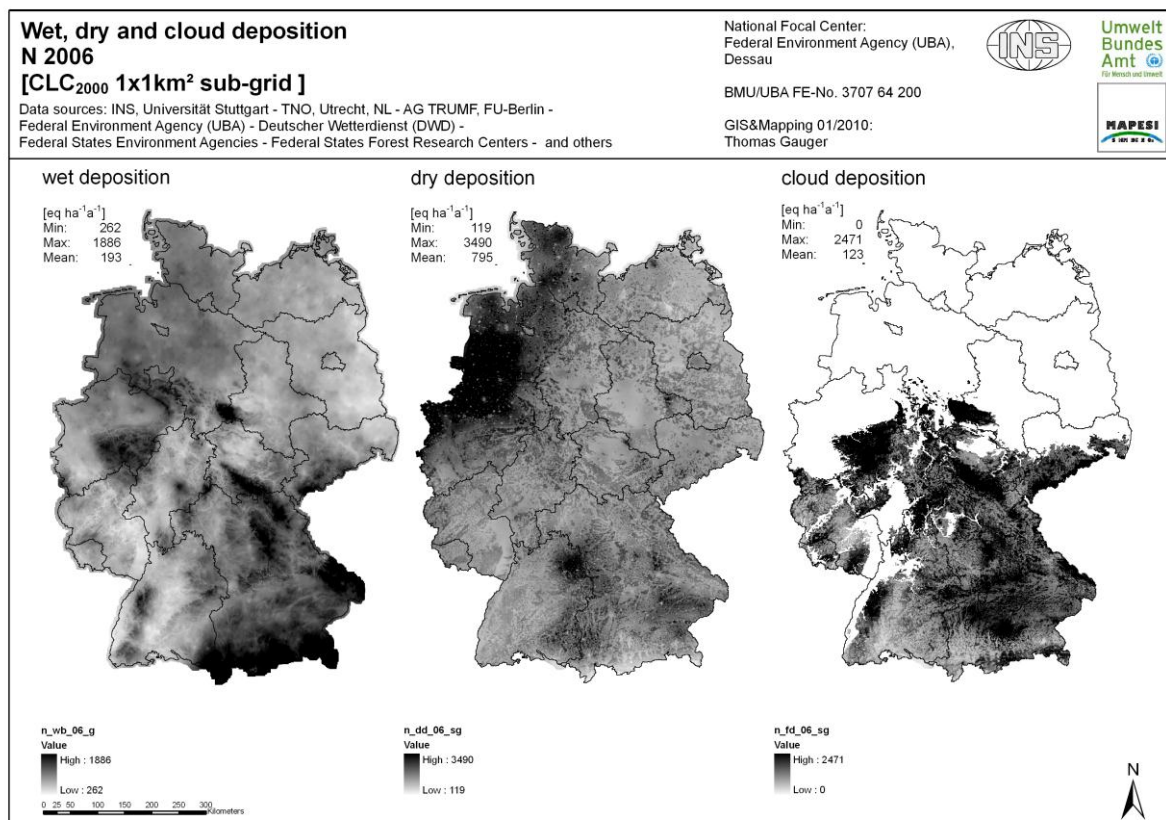 Wet, dry and cloud deposition
N 2006
[CLC2000 1x1km² sub-grid ]
Data sources: INS, Universität Stuttgart - TNO, Utrecht, NL - AG TRUMF, FU-Berlin -
Federal Environment Agency (UBA) - Deutscher Wetterdienst (DWD) -
Federal States Environment Agencies - Federal States Forest Research Centers - and others
National Focal Center:
Federal Environment Agency (UBA),
Dessau
BMU/UBA FE-No. 3707 64 200
GIS&Mapping 01/2010:
Thomas Gauger
INS
Umwelt
Bundes
Amt
Für Mensch und Umwelt
MAPESI
wet deposition
[eq ha-1a-1]
Min: 262
Max: 1886
Mean: 193
dry deposition
[eq ha-1a-1]
Min: 119
Max: 3490
Mean: 795
cloud deposition
[eq ha-1a-1]
Min: 0
Max: 2471
Mean: 123
n_wb_06_g
Value
High : 1886
Low : 262
0 25 50 100 150 200 250 300
Kilometers
n_dd_06_sg
Value
High : 3490
Low : 119
n_fd_06_sg
Value
High : 2471
Low : 0
N